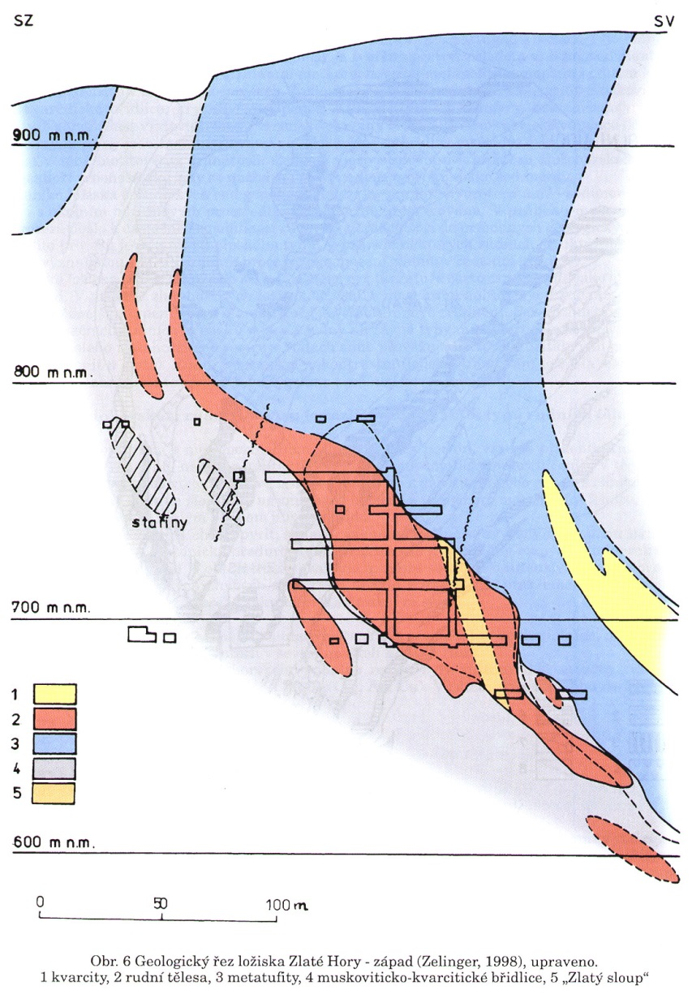 SZ
SV
900 m n.m.
800 m n.m.
stařiny
700 m n.m.
1
2
3
4
5
600 m n.m.
0 50 100 m
Obr. 6 Geologický řez ložiska Zlaté Hory - západ (Zelinger, 1998), upraveno.
1 kvarcity, 2 rudní tělesa, 3 metatufity, 4 muskoviticko-kvarcitické břidlice, 5 „Zlatý sloup“